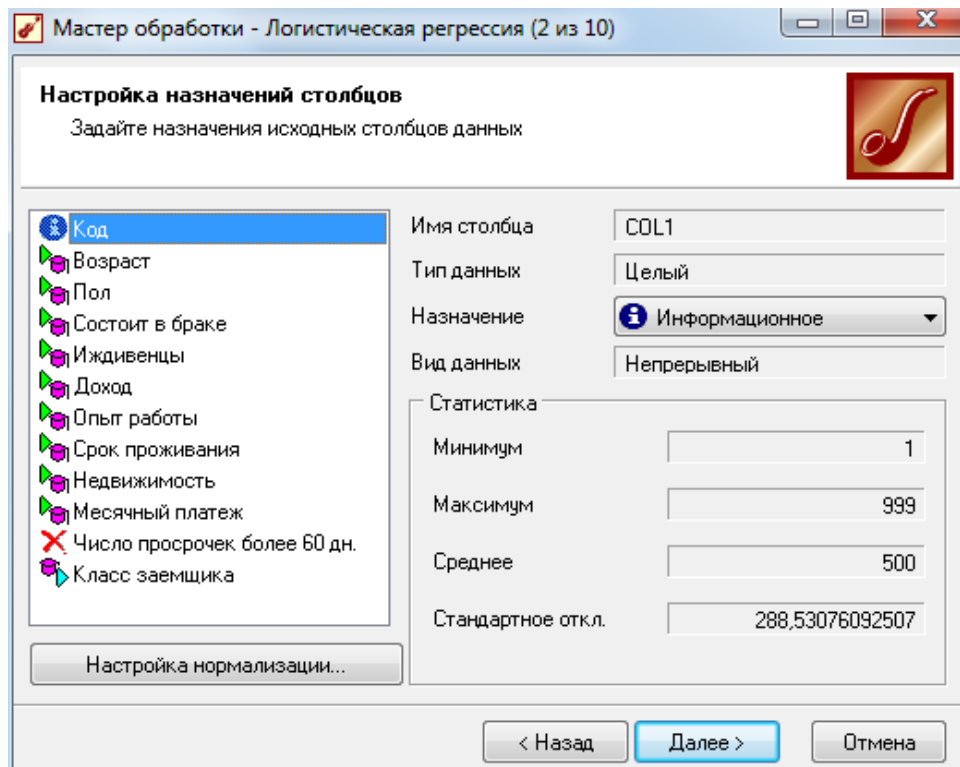 Мастер обработки - Логистическая регрессия (2 из 10)
Настройка назначений столбцов
Задайте назначения исходных столбцов данных
Код
Возраст
Пол
Состоит в браке
Иждивенцы
Доход
Опыт работы
Срок проживания
Недвижимость
Месячный платеж
Число просрочек более 60 дн.
Класс заемщика
Настройка нормализации...
Имя столбца COL1
Тип данных Целый
Назначение Информационное
Вид данных Непрерывный
Статистика
Минимум 1
Максимум 999
Среднее 500
Стандартное откл. 288,53076092507
< Назад Далее > Отмена